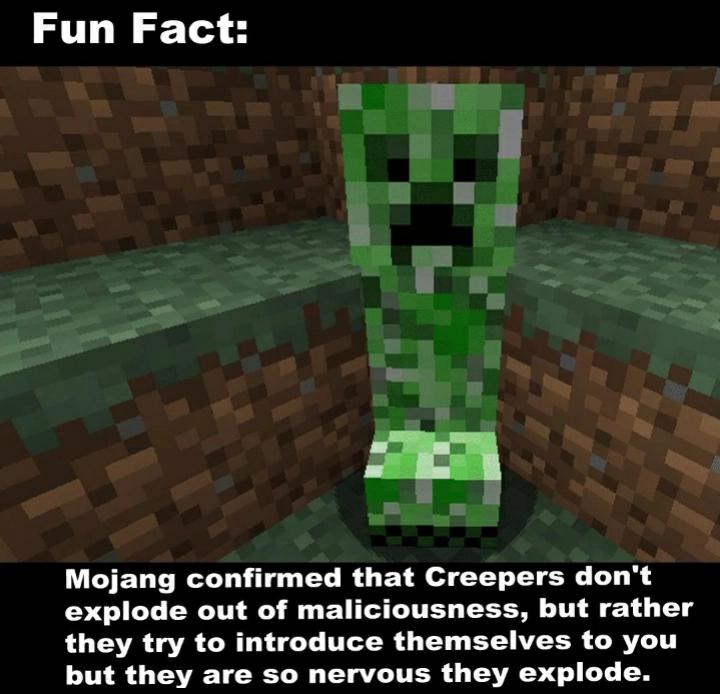 Fun Fact:
Mojang confirmed that Creepers don't
explode out of maliciousness, but rather
they try to introduce themselves to you
but they are so nervous they explode.